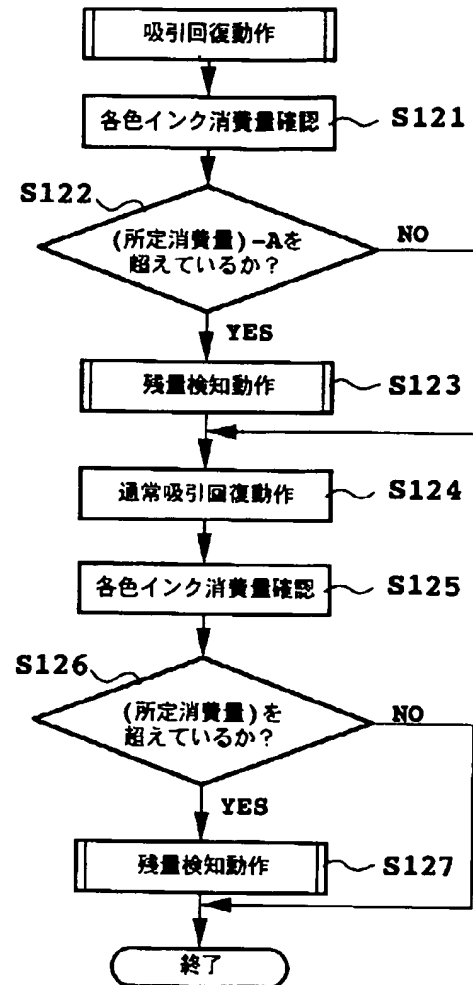 吸引回復動作
各色インク消費量確認
S121
S122
(所定消費量)-Aを
超えているか?
NO
YES
残量検知動作
S123
通常吸引回復動作
S124
各色インク消費量確認
S125
S126
(所定消費量)を
超えているか?
NO
YES
残量検知動作
S127
終了